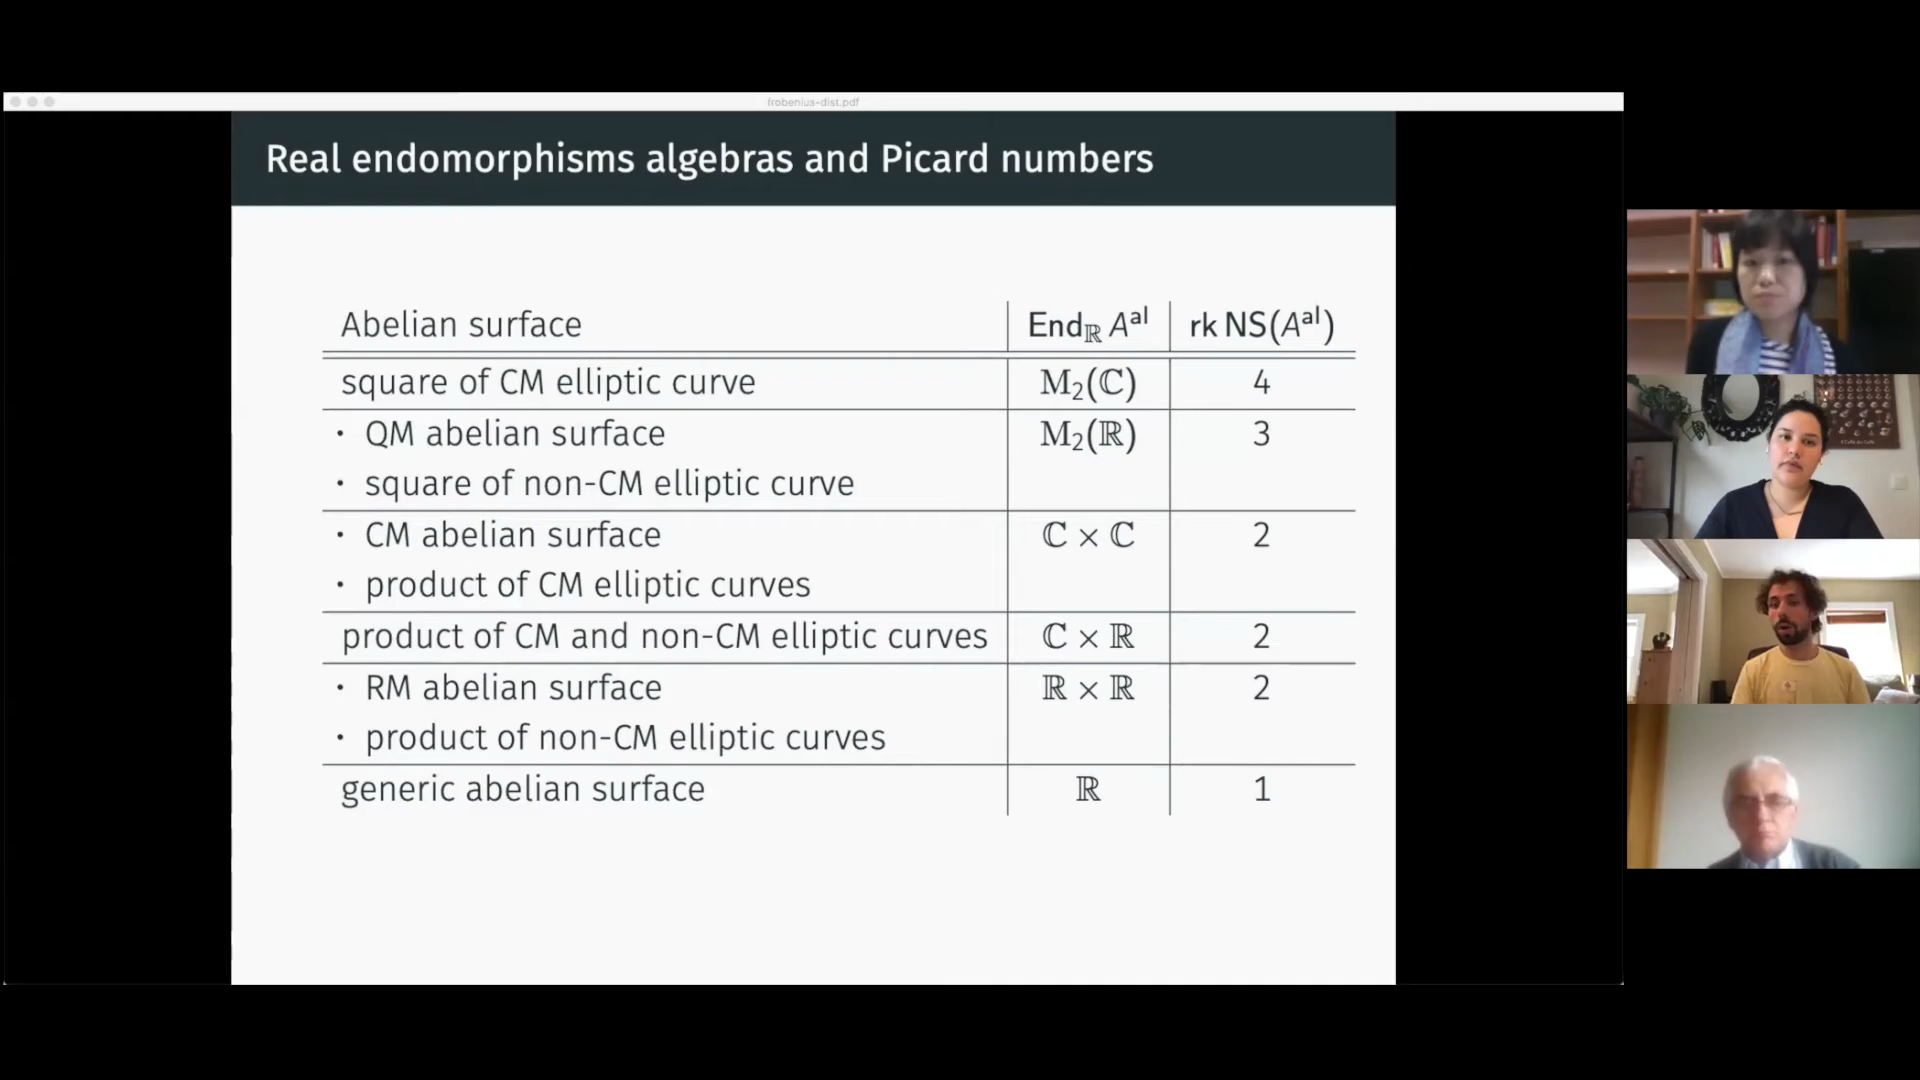 frobenius-dist.pdf
Real endomorphisms algebras and Picard numbers
Abelian surface End_ℝ A^al rk NS(A^al)
square of CM elliptic curve M₂(ℂ) 4
· QM abelian surface M₂(ℝ) 3
· square of non-CM elliptic curve
· CM abelian surface ℂ × ℂ 2
· product of CM elliptic curves
product of CM and non-CM elliptic curves ℂ × ℝ 2
· RM abelian surface ℝ × ℝ 2
· product of non-CM elliptic curves
generic abelian surface ℝ 1